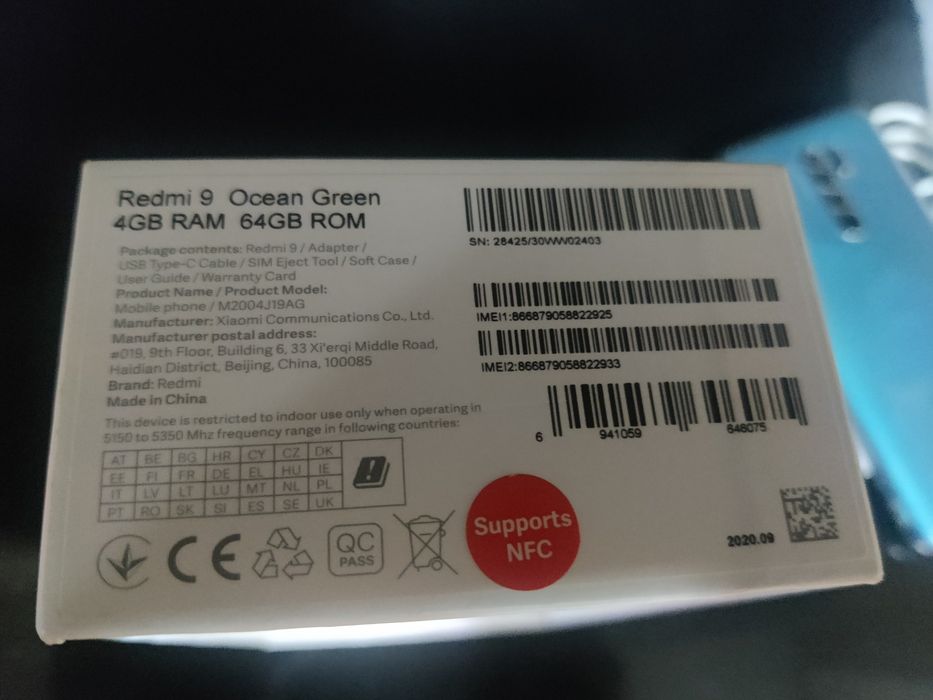 Redmi 9 Ocean Green
4GB RAM 64GB ROM
Package contents: Redmi 9 / Adapter /
USB Type-C Cable / SIM Eject Tool / Soft Case /
User Guide / Warranty Card
Product Name / Product Model:
Mobile phone / M2004J19AG
Manufacturer: Xiaomi Communications Co., Ltd.
Manufacturer postal address:
#019, 9th Floor, Building 6, 33 Xi'erqi Middle Road,
Haidian District, Beijing, China, 100085
Brand: Redmi
Made in China
This device is restricted to indoor use only when operating in
5150 to 5350 Mhz frequency range in following countries:
AT BE BG HR CY CZ DK
EE FI FR DE EL HU IE
IT LV LT LU MT NL PL
PT RO SK SI ES SE UK
CE
QC
PASS
Supports
NFC
SN: 28425/30WW02403
IMEI1:866879058822925
IMEI2:866879058822933
6 941059 648075
2020.09